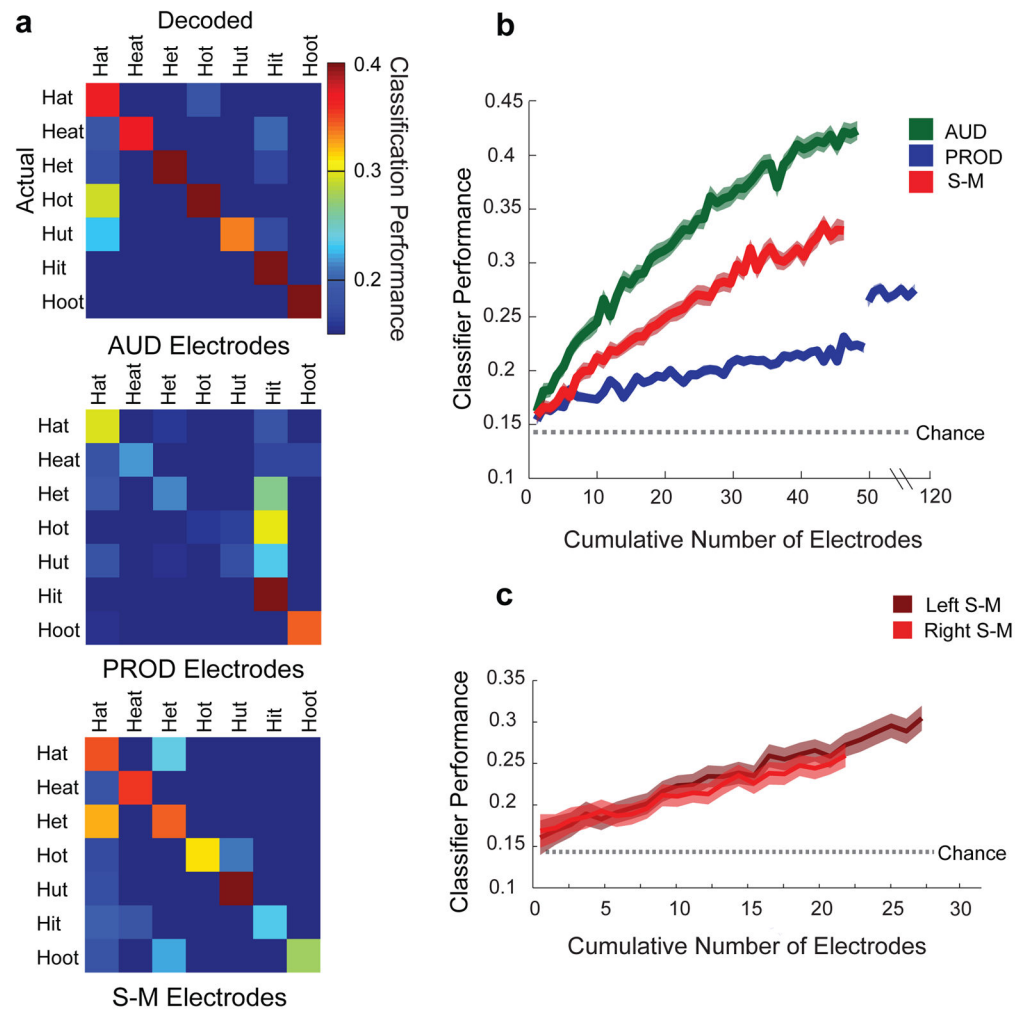 a
Decoded
Hat Heat Het Hot Hut Hit Hoot
Actual
Hat
Heat
Het
Hot
Hut
Hit
Hoot
0.4
0.3
0.2
Classification Performance
AUD Electrodes
Hat Heat Het Hot Hut Hit Hoot
Hat
Heat
Het
Hot
Hut
Hit
Hoot
PROD Electrodes
Hat Heat Het Hot Hut Hit Hoot
Hat
Heat
Het
Hot
Hut
Hit
Hoot
S-M Electrodes
b
AUD
PROD
S-M
Classifier Performance
0.45
0.4
0.35
0.3
0.25
0.2
0.15
0.1
Chance
0 10 20 30 40 50 120
Cumulative Number of Electrodes
c
Left S-M
Right S-M
Classifier Performance
0.35
0.3
0.25
0.2
0.15
0.1
Chance
0 5 10 15 20 25 30
Cumulative Number of Electrodes